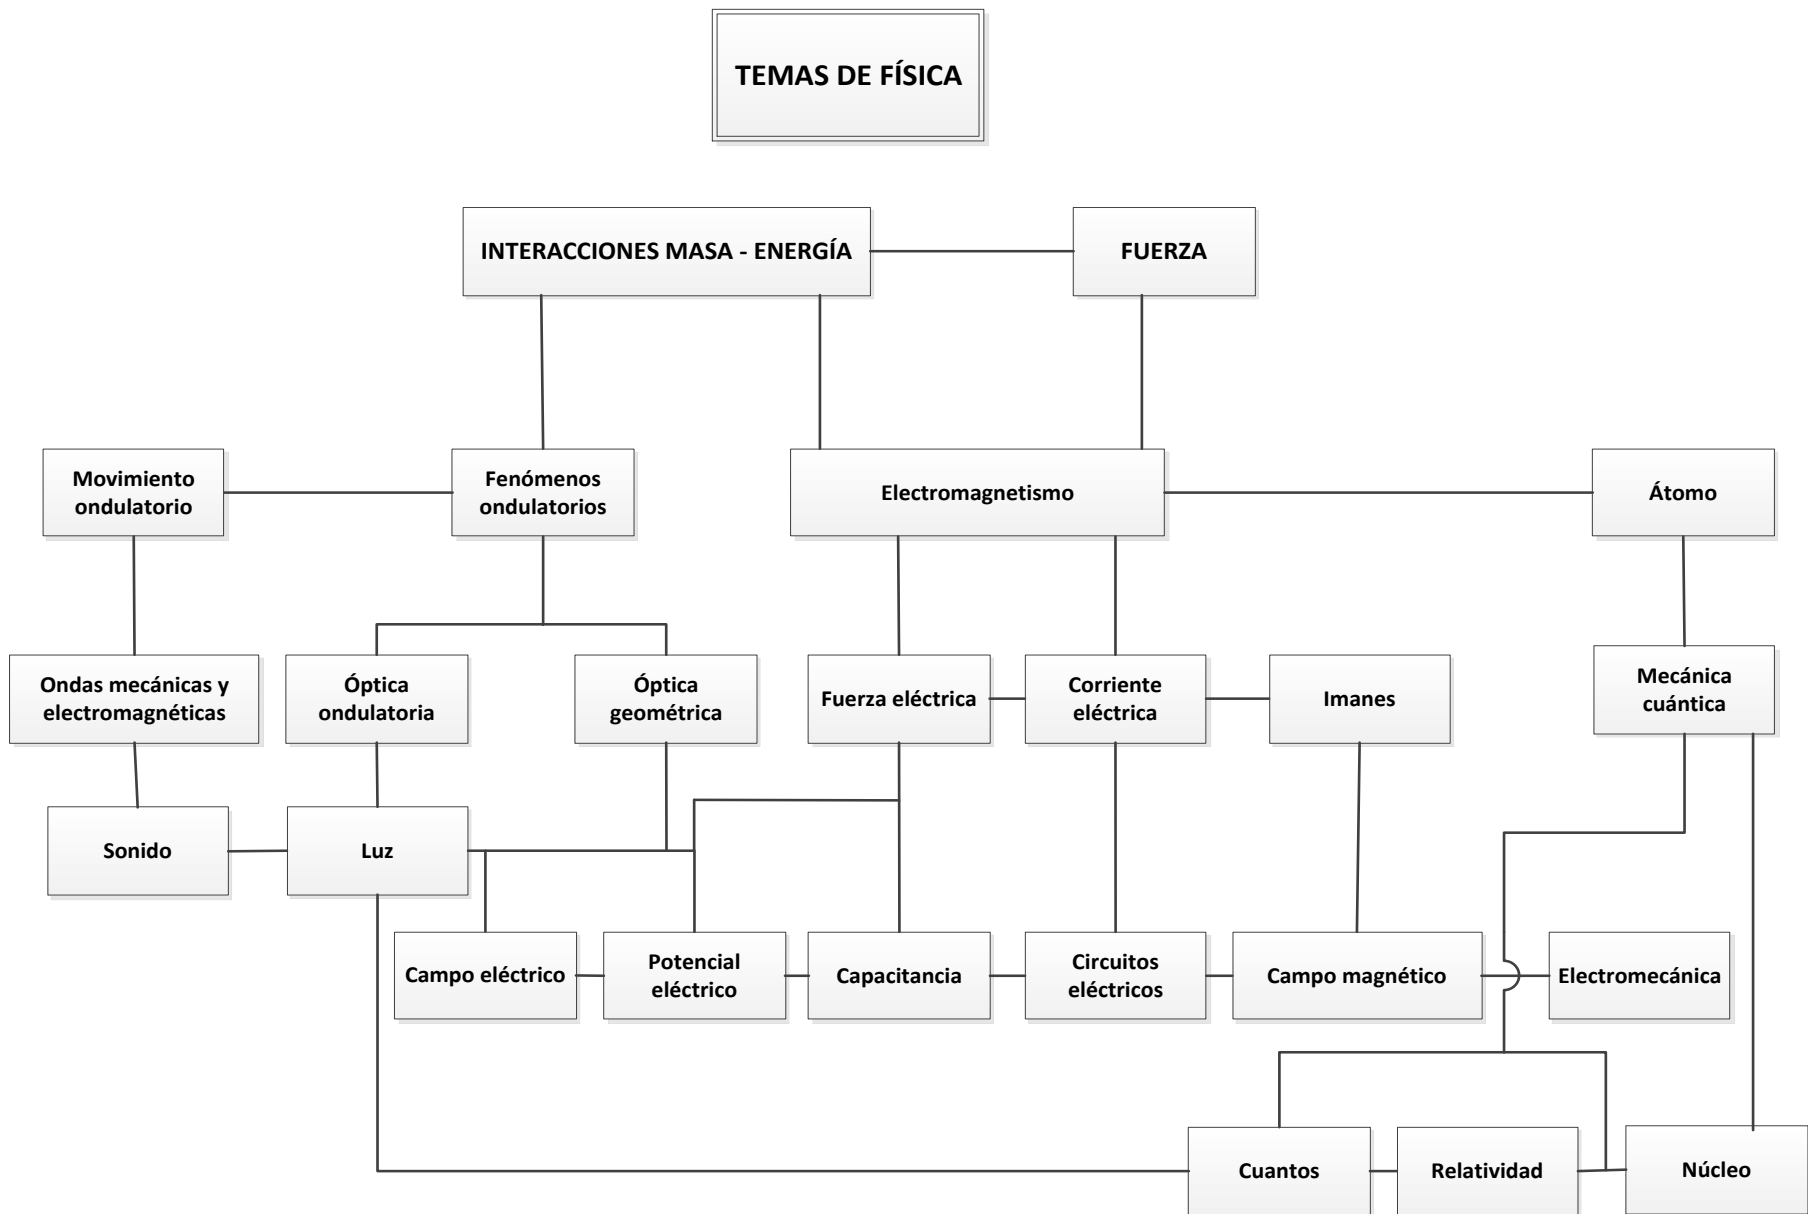 TEMAS DE FÍSICA
INTERACCIONES MASA - ENERGÍA
FUERZA
Movimiento
ondulatorio
Fenómenos
ondulatorios
Electromagnetismo
Átomo
Ondas mecánicas y
electromagnéticas
Óptica
ondulatoria
Óptica
geométrica
Fuerza eléctrica
Corriente
eléctrica
Imanes
Mecánica
cuántica
Sonido
Luz
Campo eléctrico
Potencial
eléctrico
Capacitancia
Circuitos
eléctricos
Campo magnético
Electromecánica
Cuantos
Relatividad
Núcleo